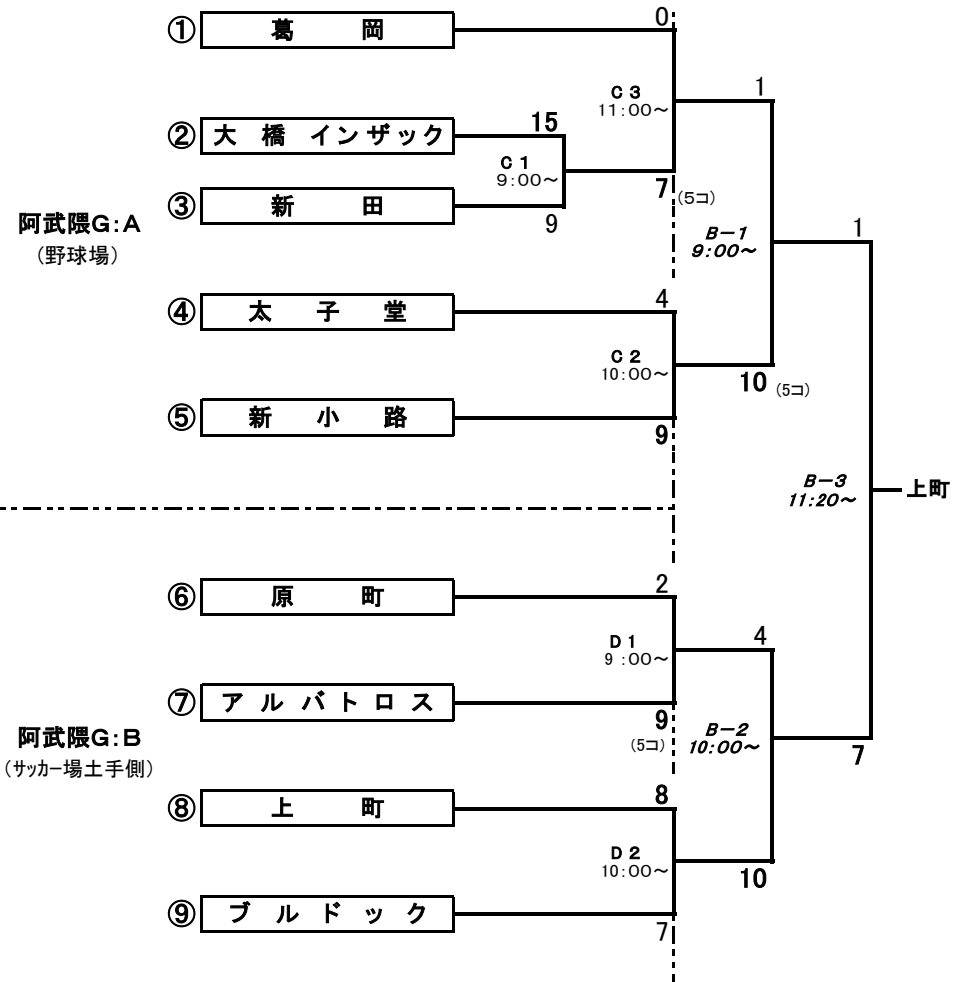 ① 葛岡 0
C3
11:00～
1
② 大橋インザック 15
C1
9:00～
③ 新田 9
7
(5コ)
阿武隈G:A
(野球場)
B－1
9:00～
1
④ 太子堂 4
C2
10:00～
10 (5コ)
⑤ 新小路 9
B－3
11:20～
上町
⑥ 原町 2
D1
9:00～
4
⑦ アルバトロス 9
(5コ)
阿武隈G:B
(サッカー場土手側)
B－2
10:00～
7
⑧ 上町 8
D2
10:00～
10
⑨ ブルドック 7